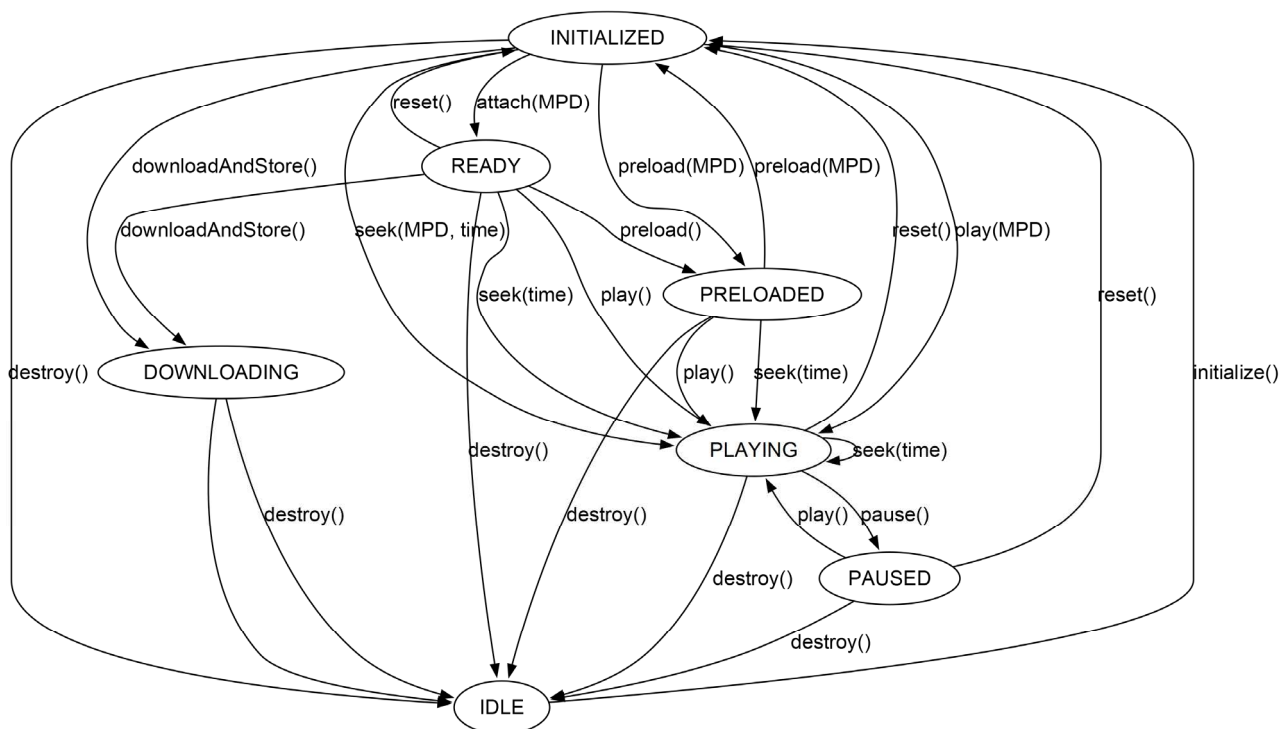 INITIALIZED
reset()
attach(MPD)
downloadAndStore()
READY
preload(MPD)
preload(MPD)
downloadAndStore()
seek(MPD, time)
preload()
reset()
play(MPD)
seek(time)
play()
PRELOADED
reset()
destroy()
DOWNLOADING
play()
seek(time)
initialize()
destroy()
PLAYING
seek(time)
destroy()
destroy()
play()
pause()
destroy()
PAUSED
destroy()
IDLE